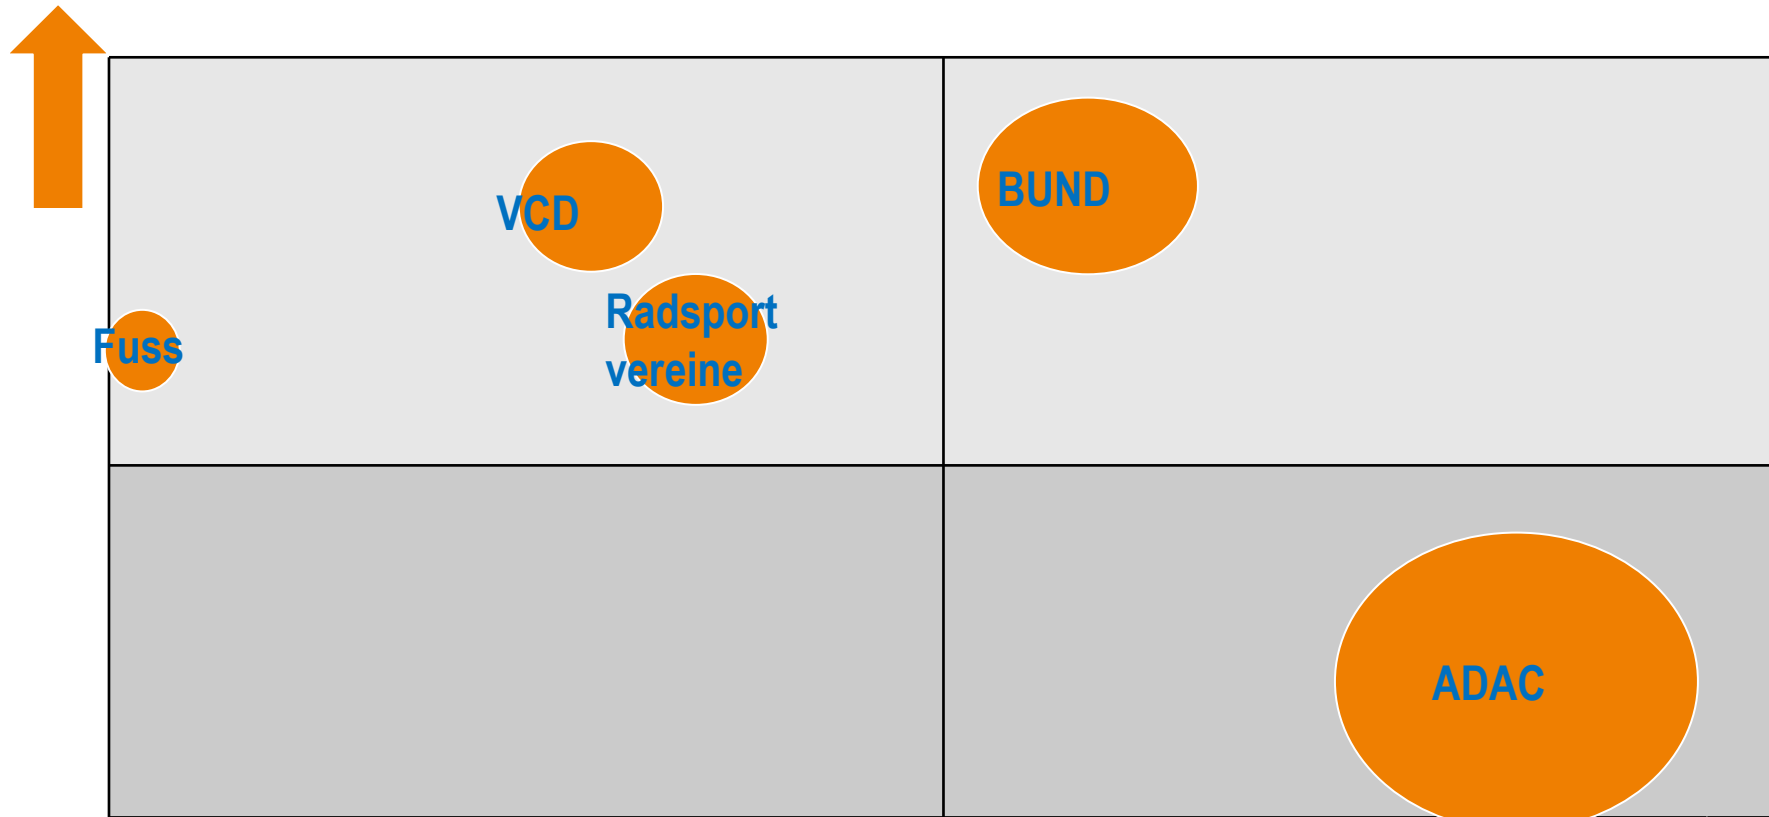 VCD
BUND
Radsport
vereine
Fuss
ADAC